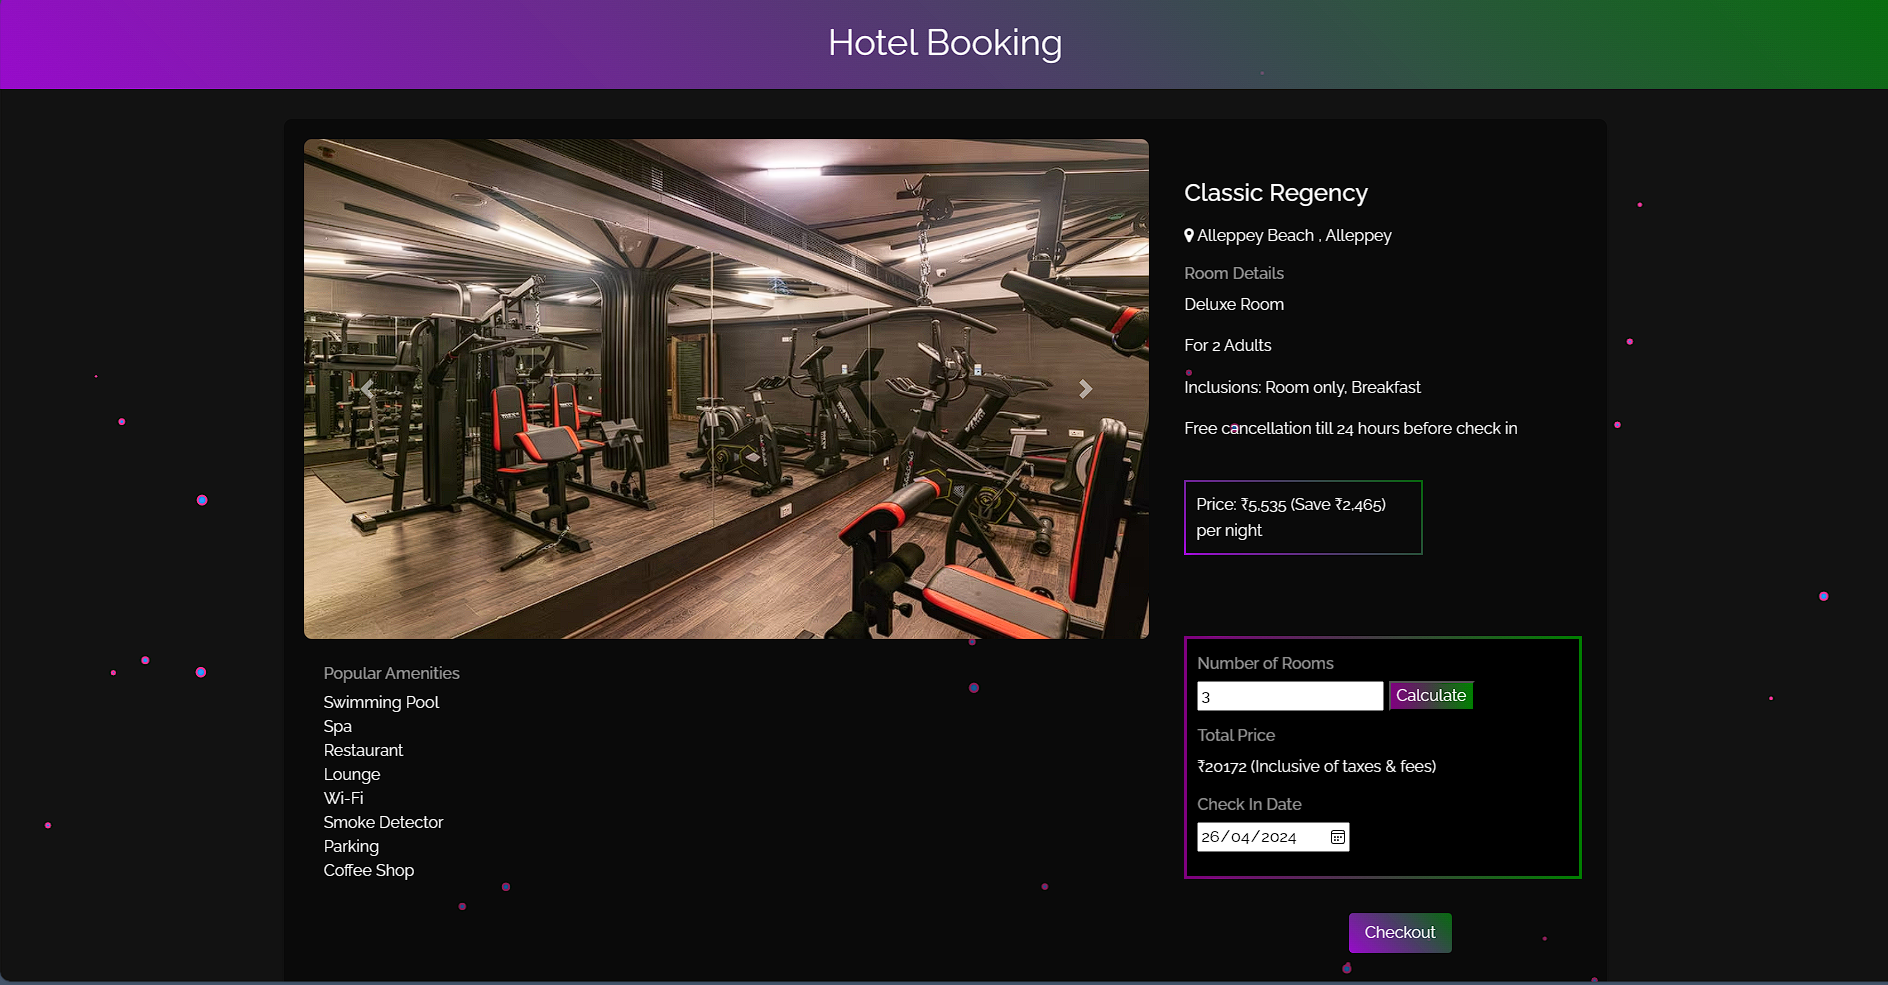 Hotel Booking
Classic Regency
Alleppey Beach , Alleppey
Room Details
Deluxe Room
For 2 Adults
Inclusions: Room only, Breakfast
Free cancellation till 24 hours before check in
Price: ₹5,535 (Save ₹2,465)
per night
Popular Amenities
Swimming Pool
Spa
Restaurant
Lounge
Wi-Fi
Smoke Detector
Parking
Coffee Shop
Number of Rooms
3 Calculate
Total Price
₹20172 (Inclusive of taxes & fees)
Check In Date
26/04/2024
Checkout